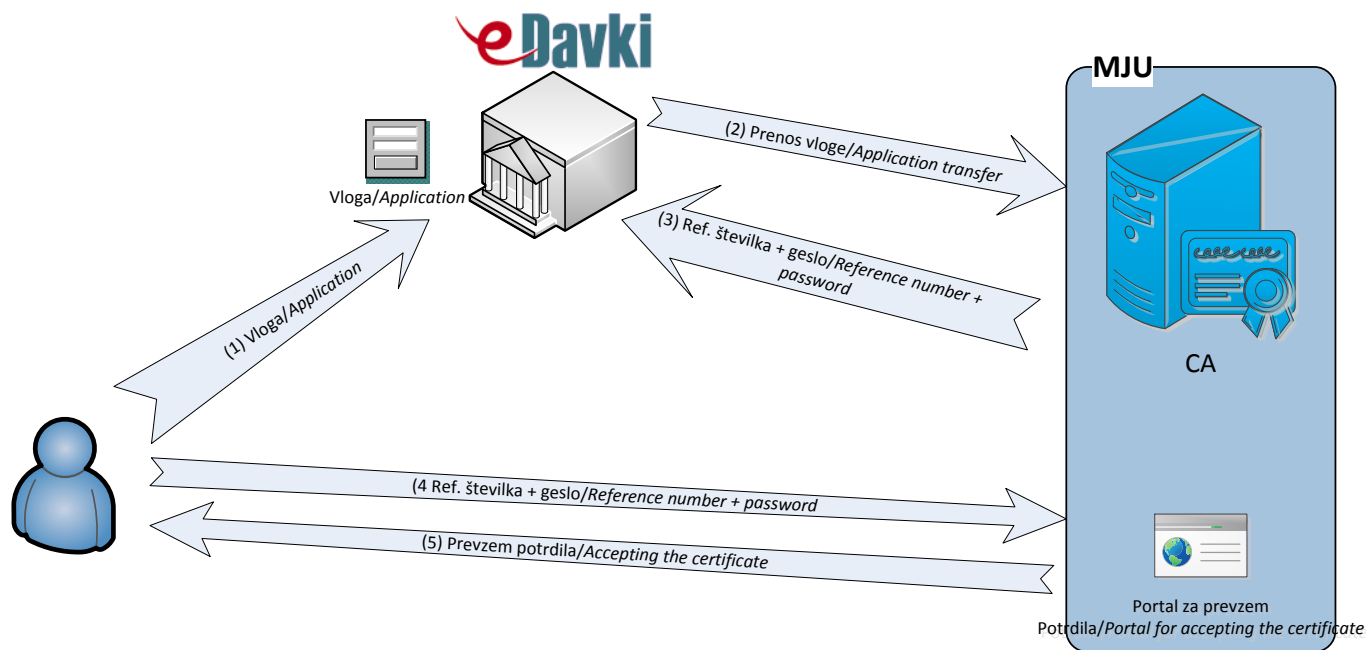 eDavki
MJU
Vloga/Application
(1) Vloga/Application
(2) Prenos vloge/Application transfer
(3) Ref. številka + geslo/Reference number +
password
CA
(4 Ref. številka + geslo/Reference number + password
(5) Prevzem potrdila/Accepting the certificate
Portal za prevzem
Potrdila/Portal for accepting the certificate